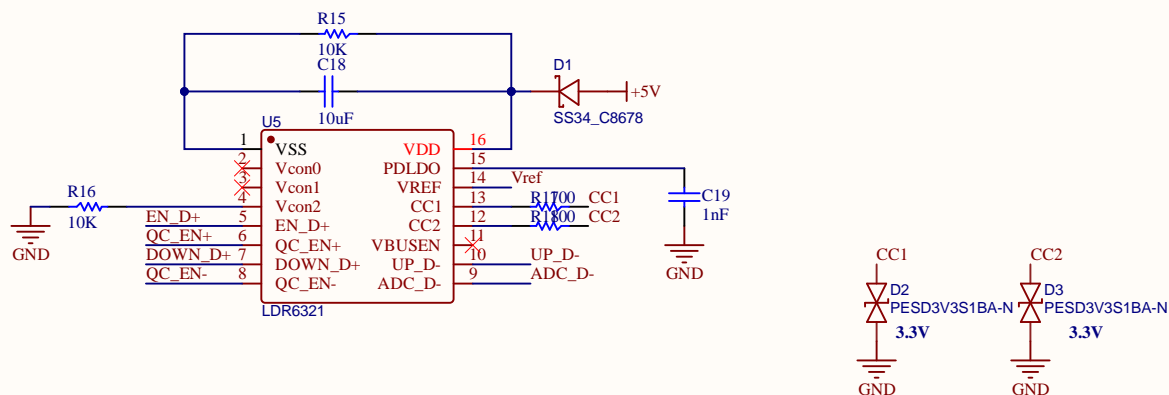 R15
10K
C18
10uF
D1
SS34_C8678
+5V
U5
1 VSS VDD 16
2 Vcon0 PDLDO 15
3 Vcon1 VREF 14 Vref
4 Vcon2 CC1 13 R1700 CC1
5 EN_D+ CC2 12 R1800 CC2
6 QC_EN+ VBUSEN 11
7 DOWN_D+ UP_D- 10 UP_D-
8 QC_EN- ADC_D- 9 ADC_D-
LDR6321
R16
10K
GND
EN_D+
QC_EN+
DOWN_D+
QC_EN-
C19
1nF
GND
CC1
D2
PESD3V3S1BA-N
3.3V
GND
CC2
D3
PESD3V3S1BA-N
3.3V
GND